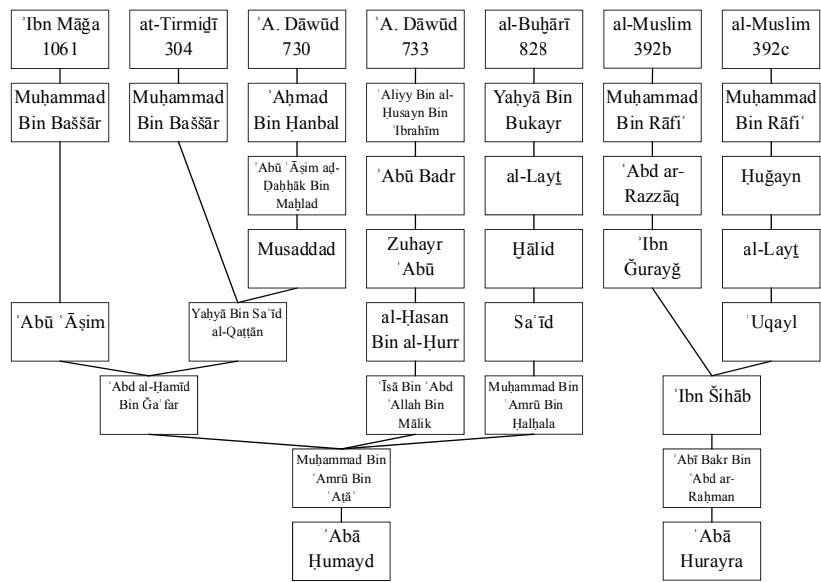 ʾIbn Māǧa
1061
at-Tirmiḏī
304
ʾA. Dāwūd
730
ʾA. Dāwūd
733
al-Buḫārī
828
al-Muslim
392b
al-Muslim
392c
Muḥammad
Bin Baššār
Muḥammad
Bin Baššār
ʾAḥmad
Bin Ḥanbal
ʿAliyy Bin al-
Ḥusayn Bin
ʾIbrahīm
Yaḥyā Bin
Bukayr
Muḥammad
Bin Rāfiʿ
Muḥammad
Bin Rāfiʿ
ʾAbū ʿĀṣim aḍ-
Ḍaḥḥāk Bin
Maḫlad
ʾAbū Badr
al-Layṯ
ʿAbd ar-
Razzāq
Ḥuǧayn
Musaddad
Zuhayr
ʾAbū
Ḫālid
ʾIbn
Ǧurayǧ
al-Layṯ
ʾAbū ʿĀṣim
Yaḥyā Bin Saʿīd
al-Qaṭṭān
al-Ḥasan
Bin al-Ḥurr
Saʿīd
ʿUqayl
ʿAbd al-Ḥamīd
Bin Ǧaʿfar
ʿĪsā Bin ʿAbd
ʾAllah Bin
Mālik
Muḥammad Bin
ʿAmrū Bin
Ḥalḥala
ʾIbn Šihāb
Muḥammad Bin
ʿAmrū Bin
ʿAṭāʾ
ʾAbī Bakr Bin
ʿAbd ar-
Raḥman
ʾAbā
Ḥumayd
ʾAbā
Hurayra